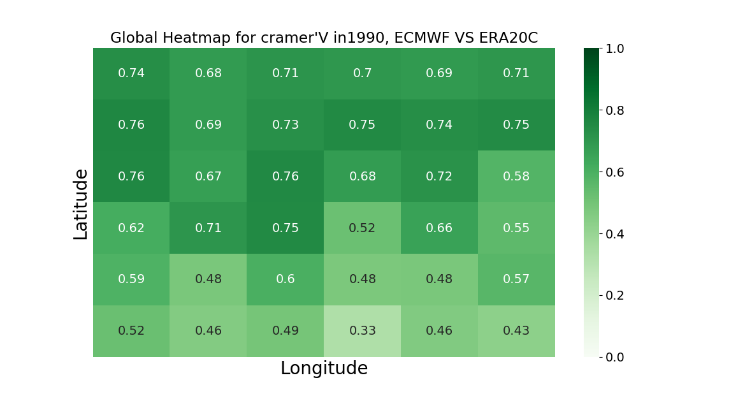 Global Heatmap for cramer'V in1990, ECMWF VS ERA20C
0.74 0.68 0.71 0.7 0.69 0.71
0.76 0.69 0.73 0.75 0.74 0.75
0.76 0.67 0.76 0.68 0.72 0.58
0.62 0.71 0.75 0.52 0.66 0.55
0.59 0.48 0.6 0.48 0.48 0.57
0.52 0.46 0.49 0.33 0.46 0.43
Latitude
Longitude
1.0
0.8
0.6
0.4
0.2
0.0